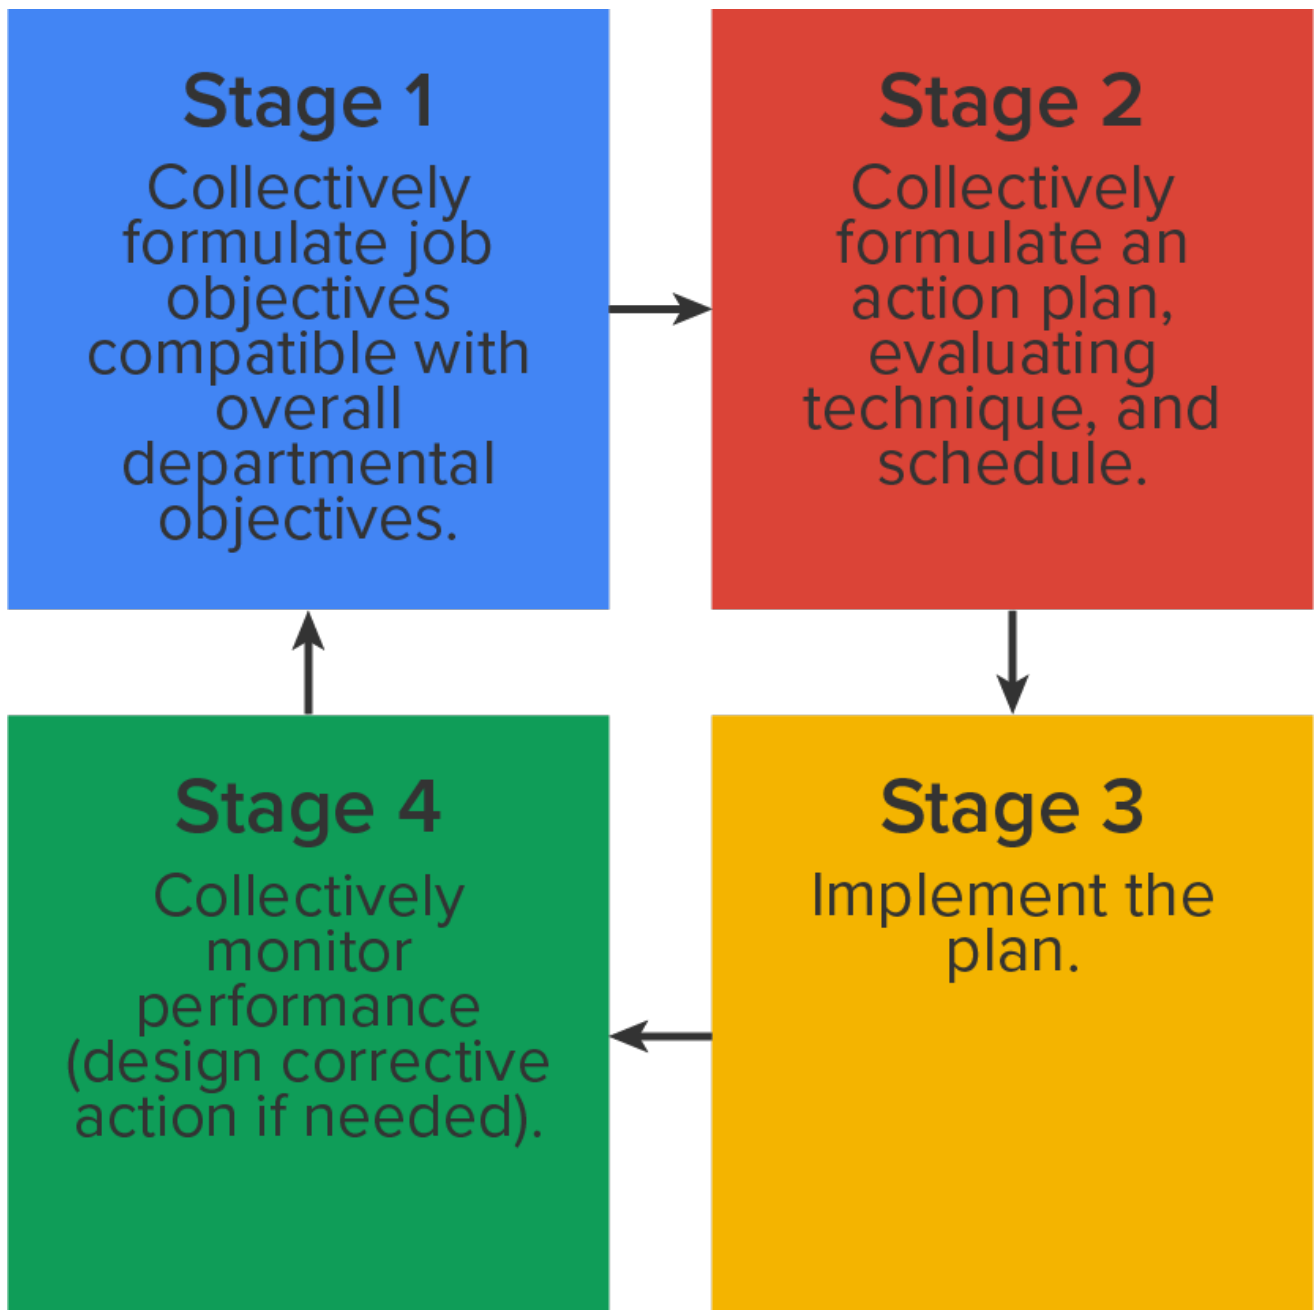 Stage 1
Collectively
formulate job
objectives
compatible with
overall
departmental
objectives.
Stage 2
Collectively
formulate an
action plan,
evaluating
technique, and
schedule.
Stage 3
Implement the
plan.
Stage 4
Collectively
monitor
performance
(design corrective
action if needed).